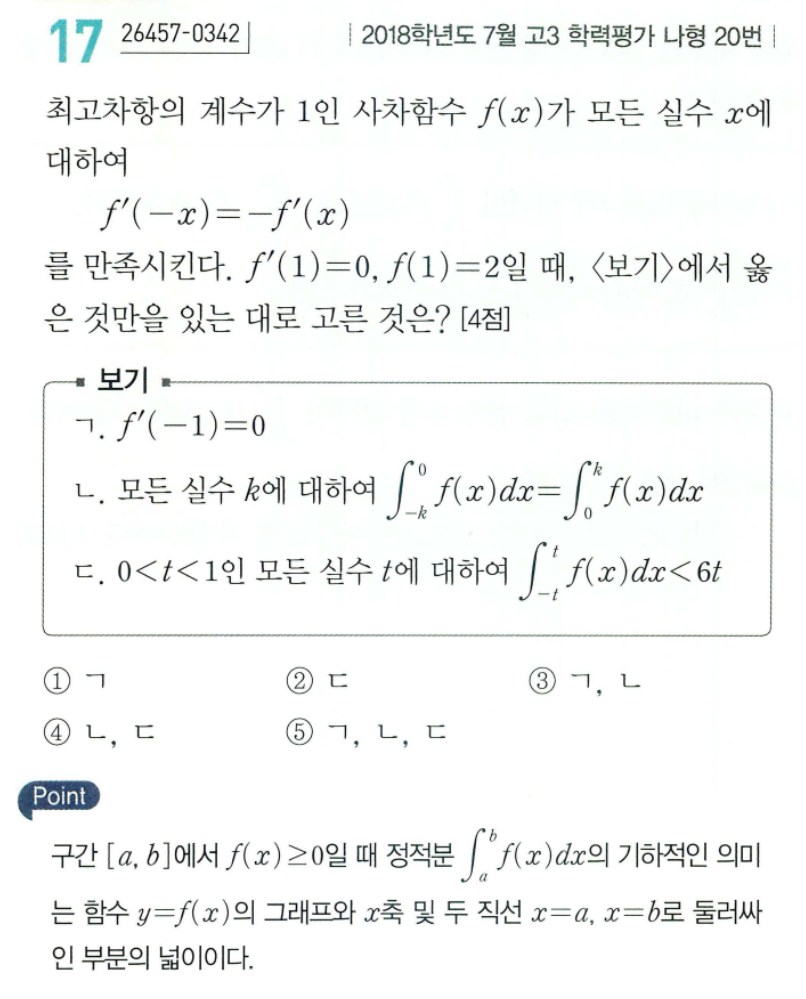 17 26457-0342 | 2018학년도 7월 고3 학력평가 나형 20번 |
최고차항의 계수가 1인 사차함수 f(x)가 모든 실수 x에
대하여
f′(−x)=−f′(x)
를 만족시킨다. f′(1)=0, f(1)=2일 때, 〈보기〉에서 옳
은 것만을 있는 대로 고른 것은? [4점]
보기
ㄱ. f′(−1)=0
ㄴ. 모든 실수 k에 대하여 ∫_{−k}^{0} f(x)dx=∫_{0}^{k} f(x)dx
ㄷ. 0<t<1인 모든 실수 t에 대하여 ∫_{−t}^{t} f(x)dx<6t
① ㄱ ② ㄷ ③ ㄱ, ㄴ
④ ㄴ, ㄷ ⑤ ㄱ, ㄴ, ㄷ
Point
구간 [a, b]에서 f(x)≥0일 때 정적분 ∫_{a}^{b} f(x)dx의 기하적인 의미
는 함수 y=f(x)의 그래프와 x축 및 두 직선 x=a, x=b로 둘러싸
인 부분의 넓이이다.